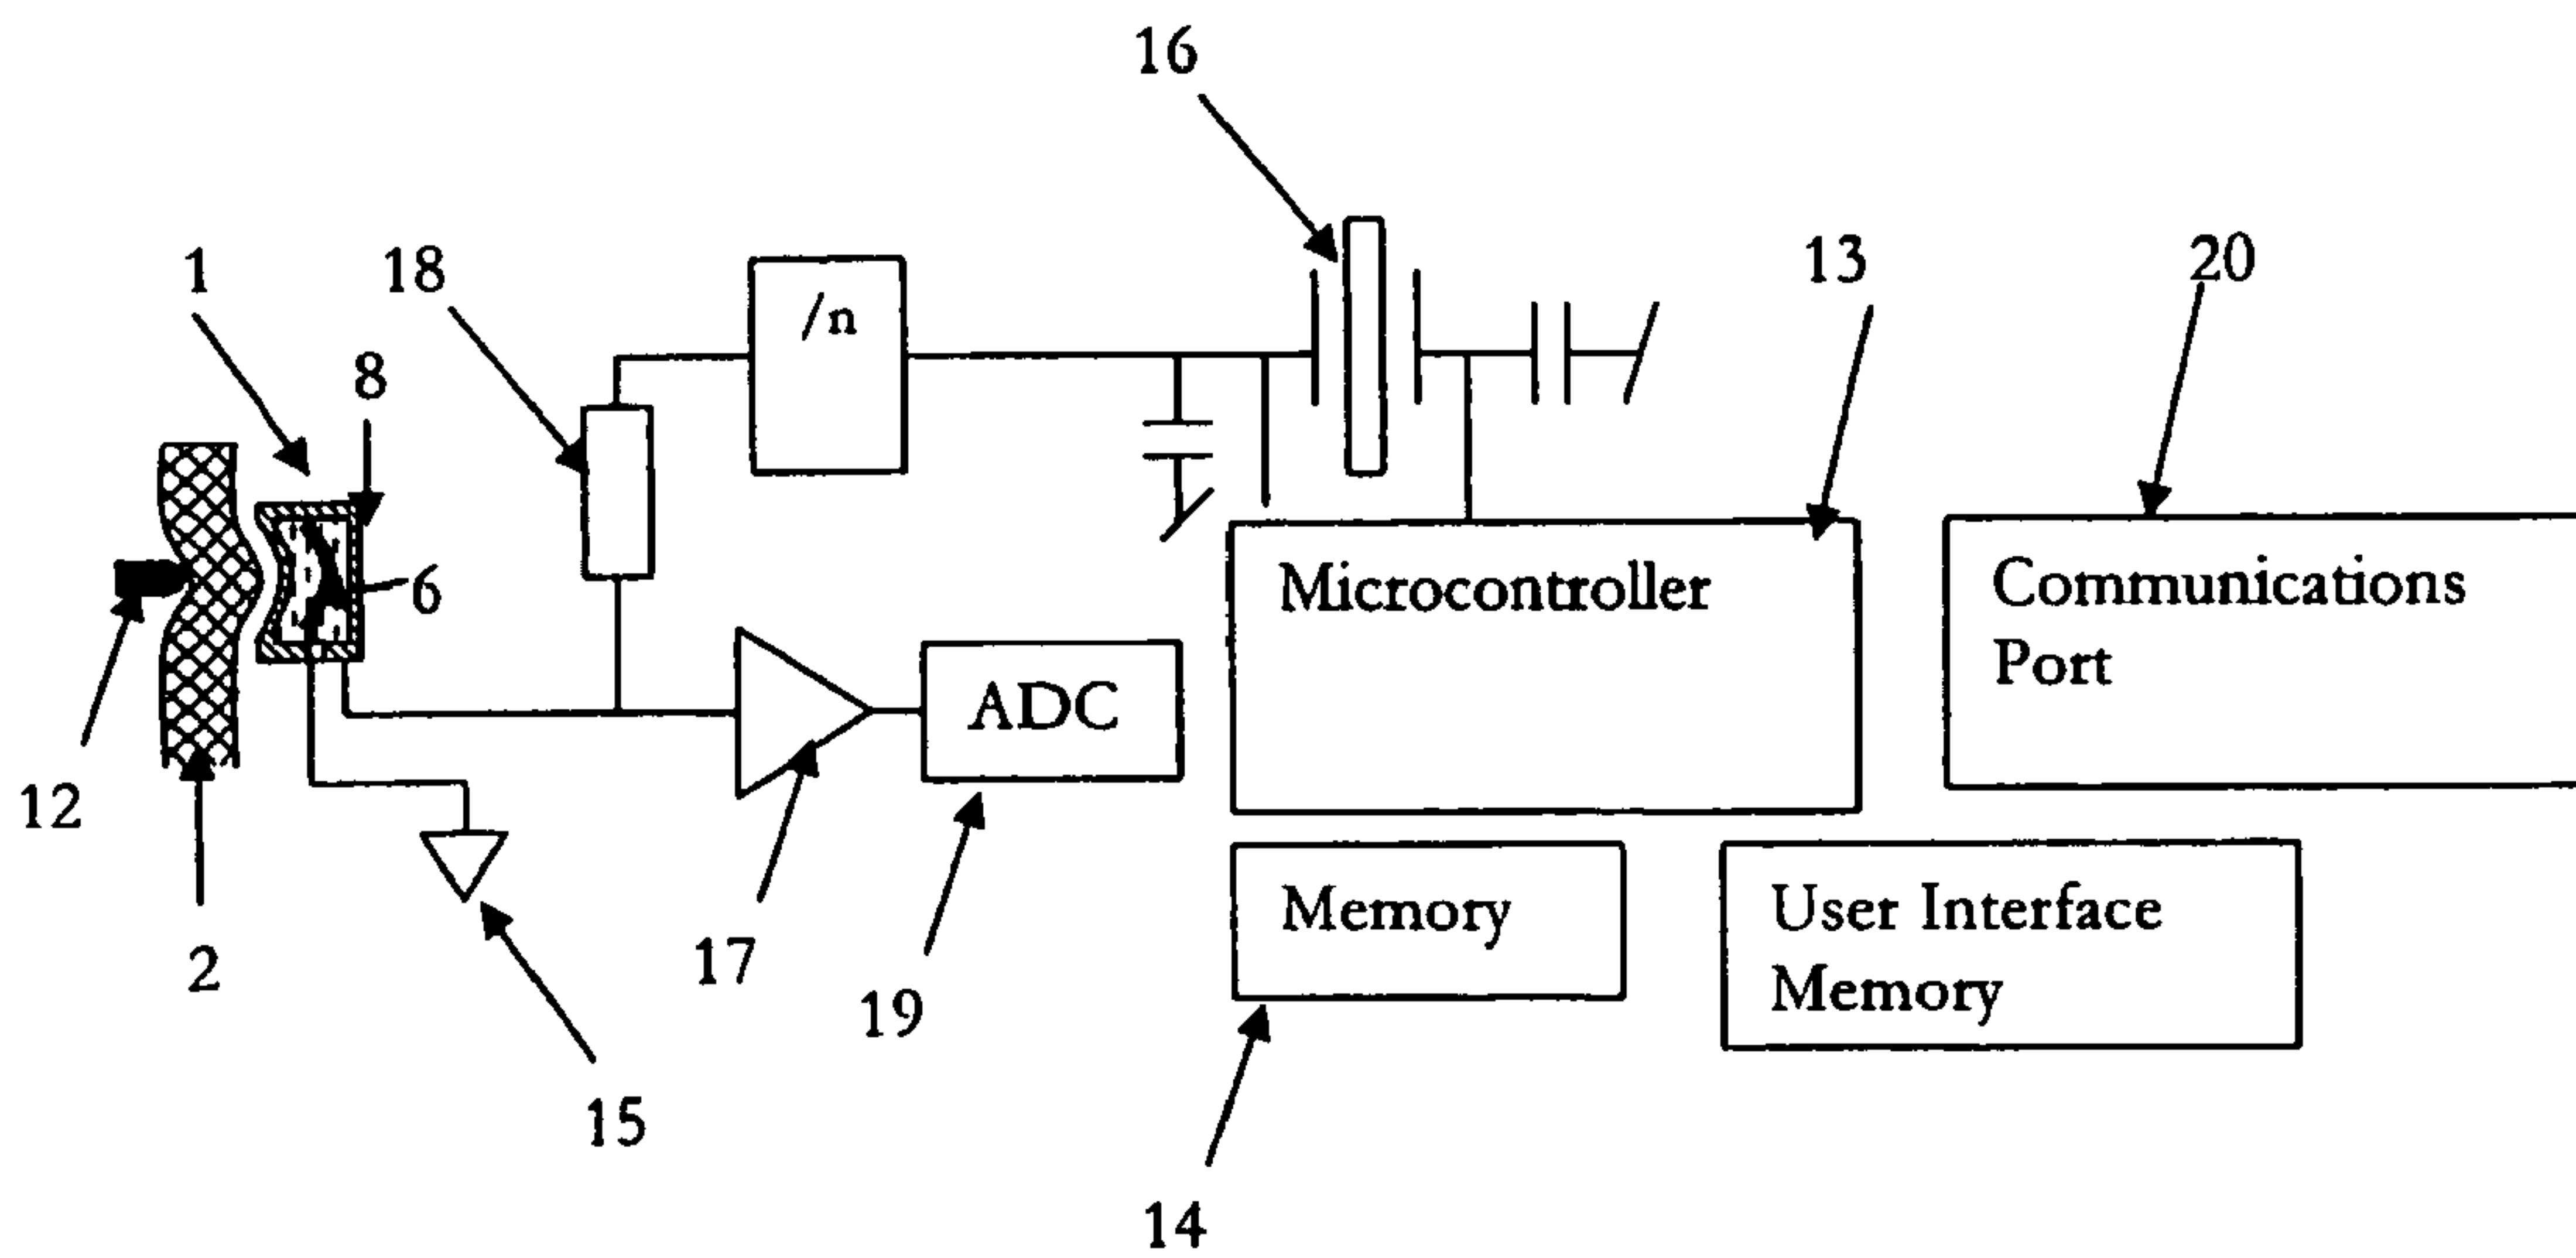 16
1
18
13
20
/n
8
6
Microcontroller
Communications
Port
ADC
12
Memory
User Interface
Memory
2
17
19
15
14